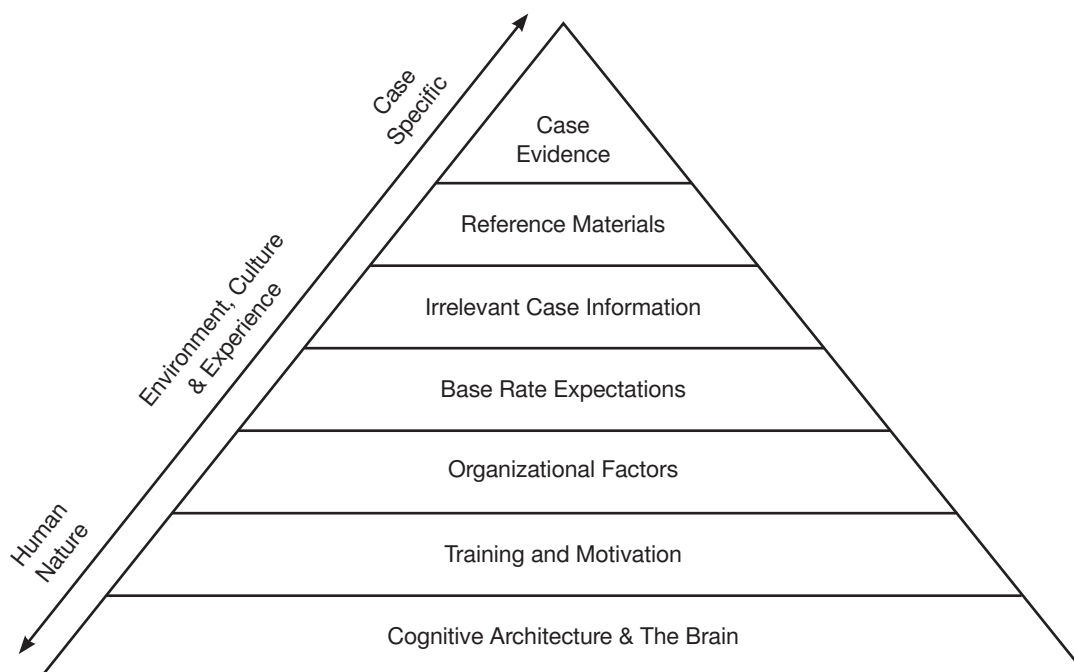 Case
Specific
Environment, Culture
& Experience
Human
Nature
Case
Evidence
Reference Materials
Irrelevant Case Information
Base Rate Expectations
Organizational Factors
Training and Motivation
Cognitive Architecture & The Brain